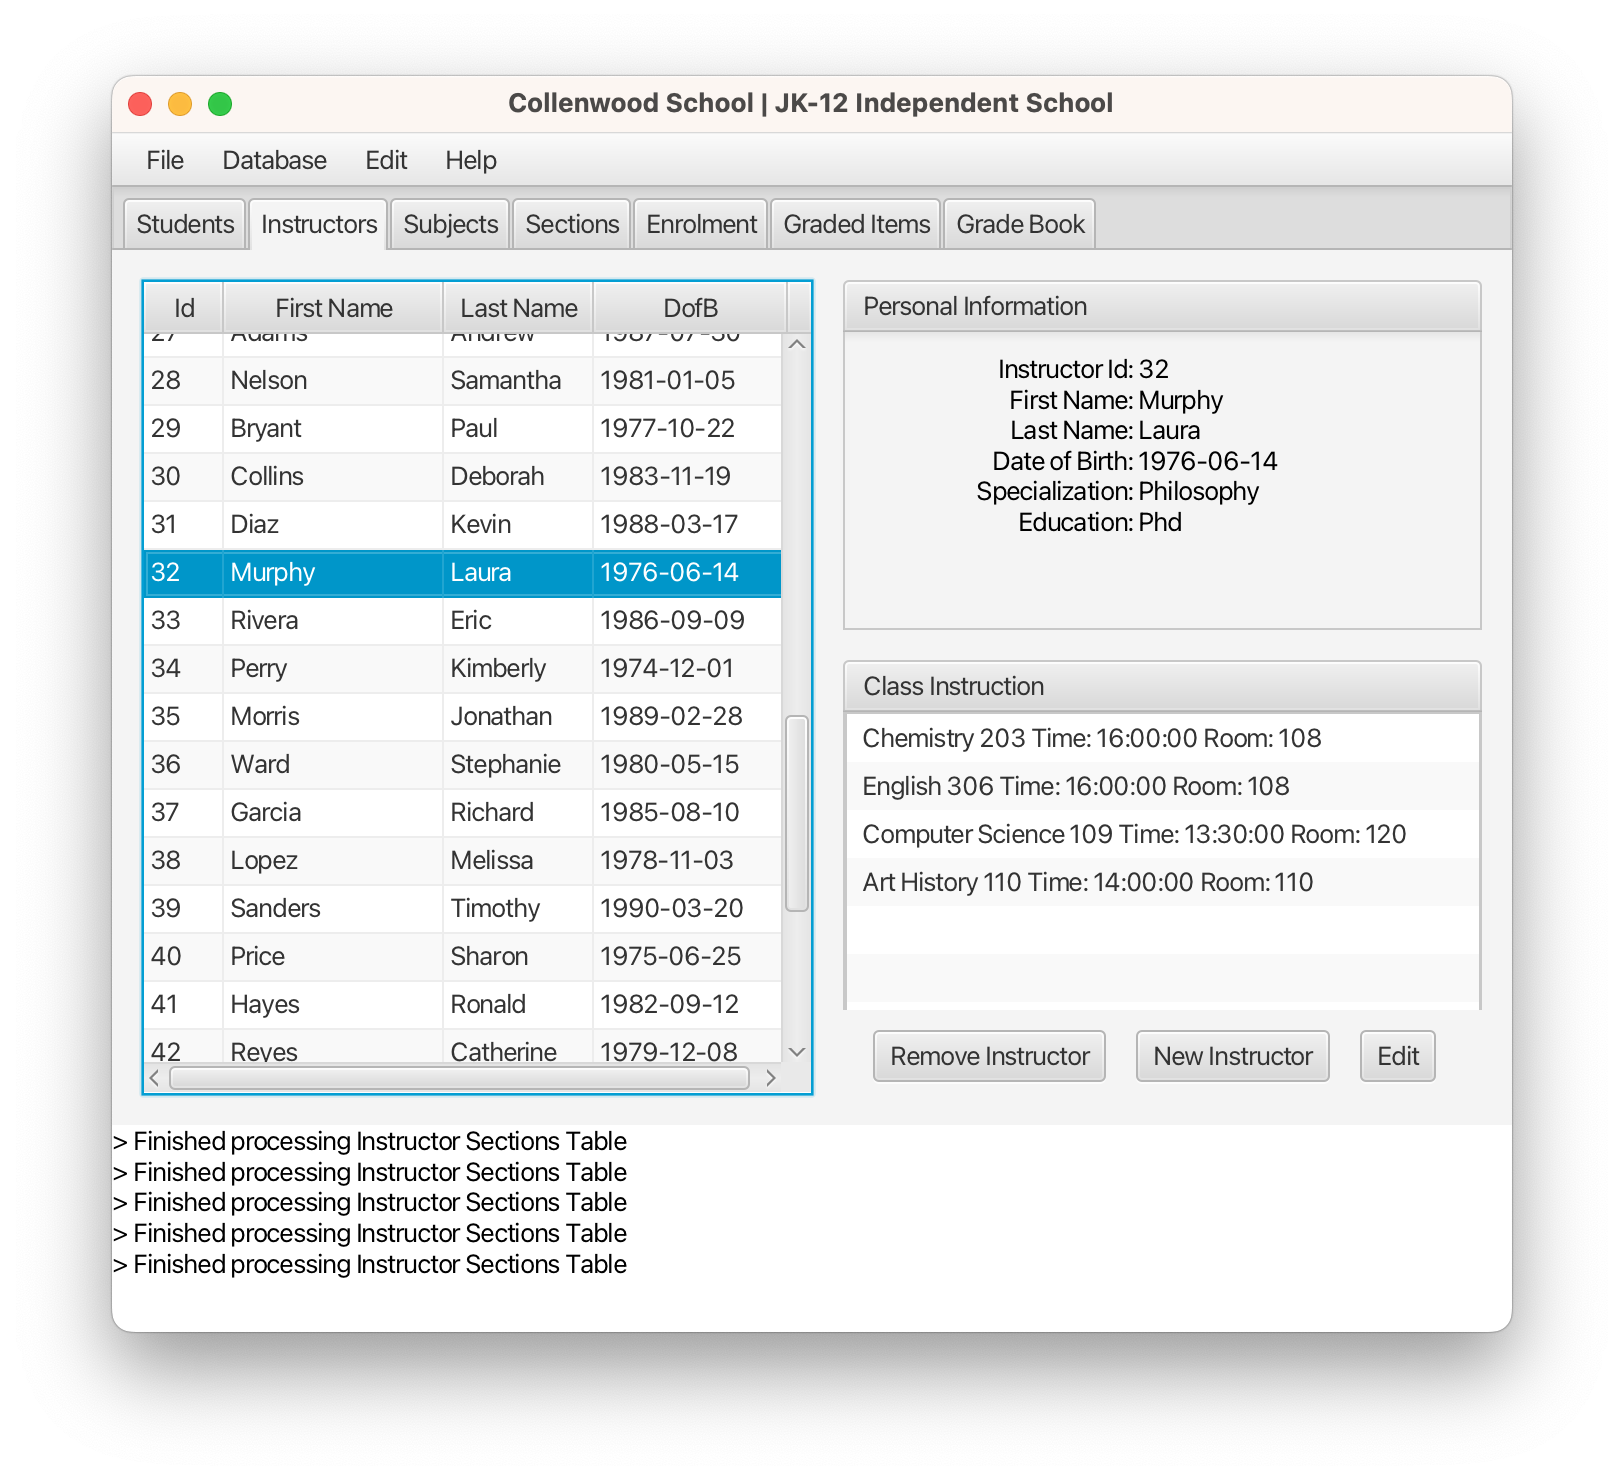 Collenwood School | JK-12 Independent School
File Database Edit Help
Students Instructors Subjects Sections Enrolment Graded Items Grade Book
Id First Name Last Name DofB
27 Adams Andrew 1987-07-30
28 Nelson Samantha 1981-01-05
29 Bryant Paul 1977-10-22
30 Collins Deborah 1983-11-19
31 Diaz Kevin 1988-03-17
32 Murphy Laura 1976-06-14
33 Rivera Eric 1986-09-09
34 Perry Kimberly 1974-12-01
35 Morris Jonathan 1989-02-28
36 Ward Stephanie 1980-05-15
37 Garcia Richard 1985-08-10
38 Lopez Melissa 1978-11-03
39 Sanders Timothy 1990-03-20
40 Price Sharon 1975-06-25
41 Hayes Ronald 1982-09-12
42 Reyes Catherine 1979-12-08
Personal Information
Instructor Id: 32
First Name: Murphy
Last Name: Laura
Date of Birth: 1976-06-14
Specialization: Philosophy
Education: Phd
Class Instruction
Chemistry 203 Time: 16:00:00 Room: 108
English 306 Time: 16:00:00 Room: 108
Computer Science 109 Time: 13:30:00 Room: 120
Art History 110 Time: 14:00:00 Room: 110
Remove Instructor New Instructor Edit
> Finished processing Instructor Sections Table
> Finished processing Instructor Sections Table
> Finished processing Instructor Sections Table
> Finished processing Instructor Sections Table
> Finished processing Instructor Sections Table